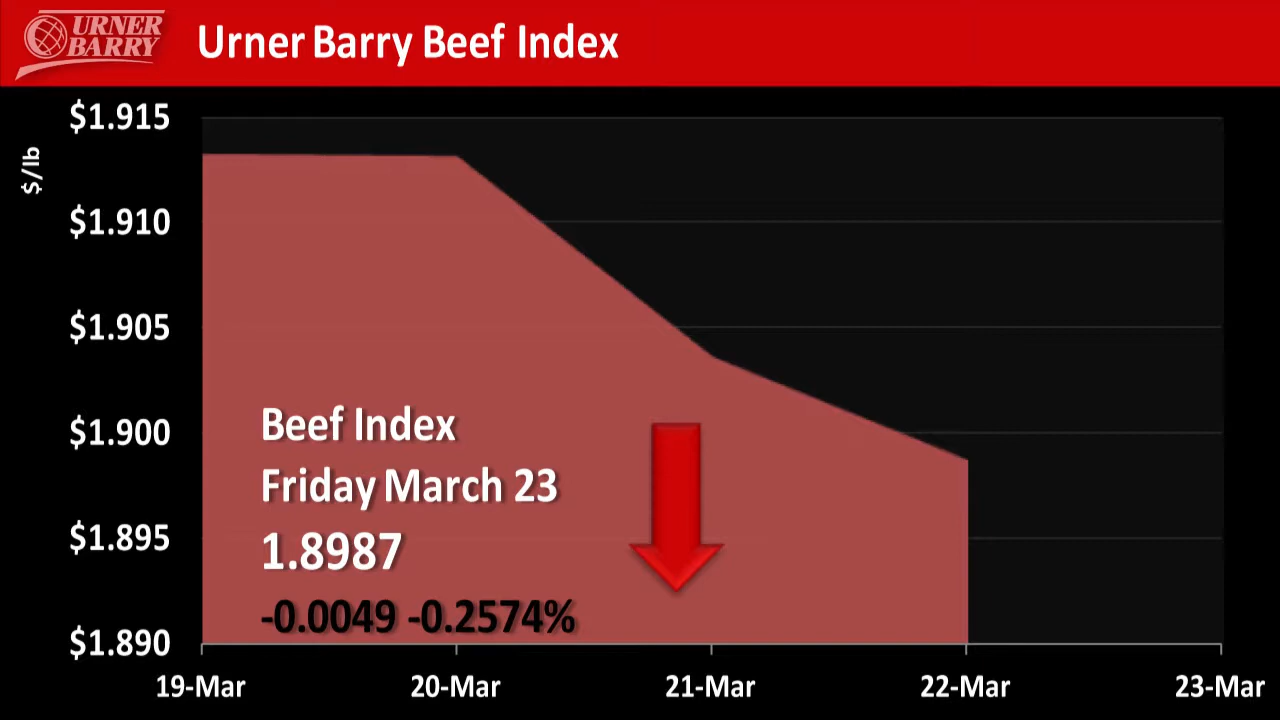 URNER
BARRY
Urner Barry Beef Index
$/lb
$1.915
$1.910
$1.905
$1.900
$1.895
$1.890
Beef Index
Friday March 23
1.8987
-0.0049 -0.2574%
19-Mar
20-Mar
21-Mar
22-Mar
23-Mar